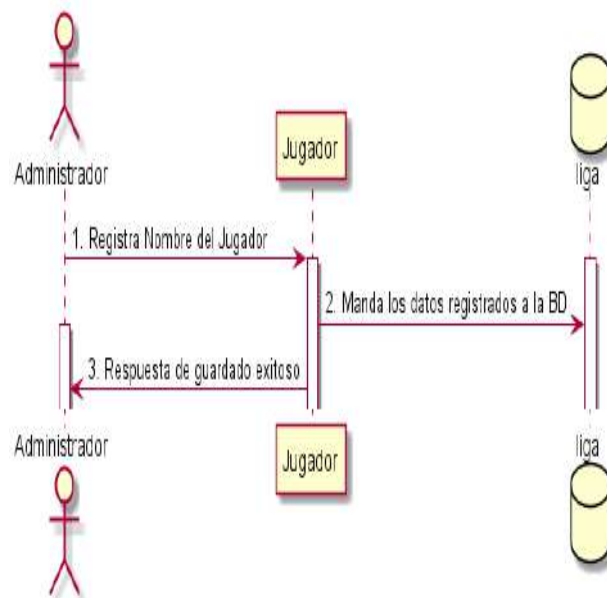 Administrador
Jugador
liga
1. Registra Nombre del Jugador
2. Manda los datos registrados a la BD
3. Respuesta de guardado exitoso
Administrador
Jugador
liga